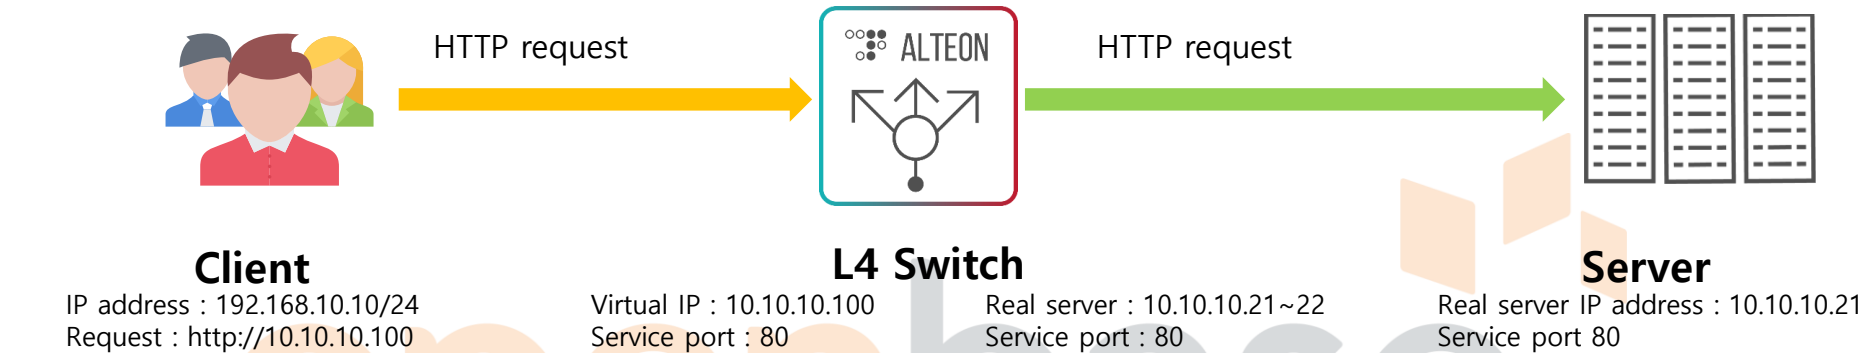 HTTP request
ALTEON
HTTP request
Client
IP address : 192.168.10.10/24
Request : http://10.10.10.100
L4 Switch
Virtual IP : 10.10.10.100
Service port : 80
Real server : 10.10.10.21~22
Service port : 80
Server
Real server IP address : 10.10.10.21
Service port 80